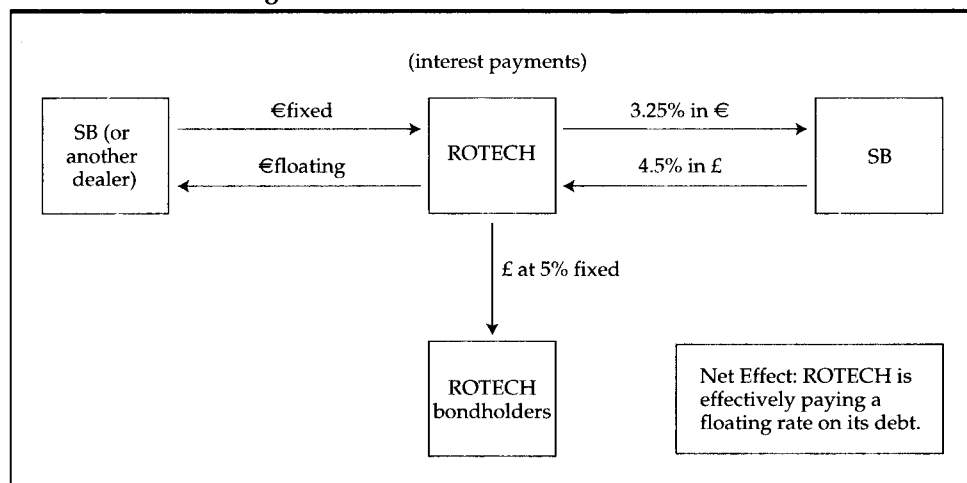 (interest payments)
SB (or
another
dealer)
€fixed
€floating
ROTECH
3.25% in €
4.5% in £
SB
£ at 5% fixed
ROTECH
bondholders
Net Effect: ROTECH is
effectively paying a
floating rate on its debt.